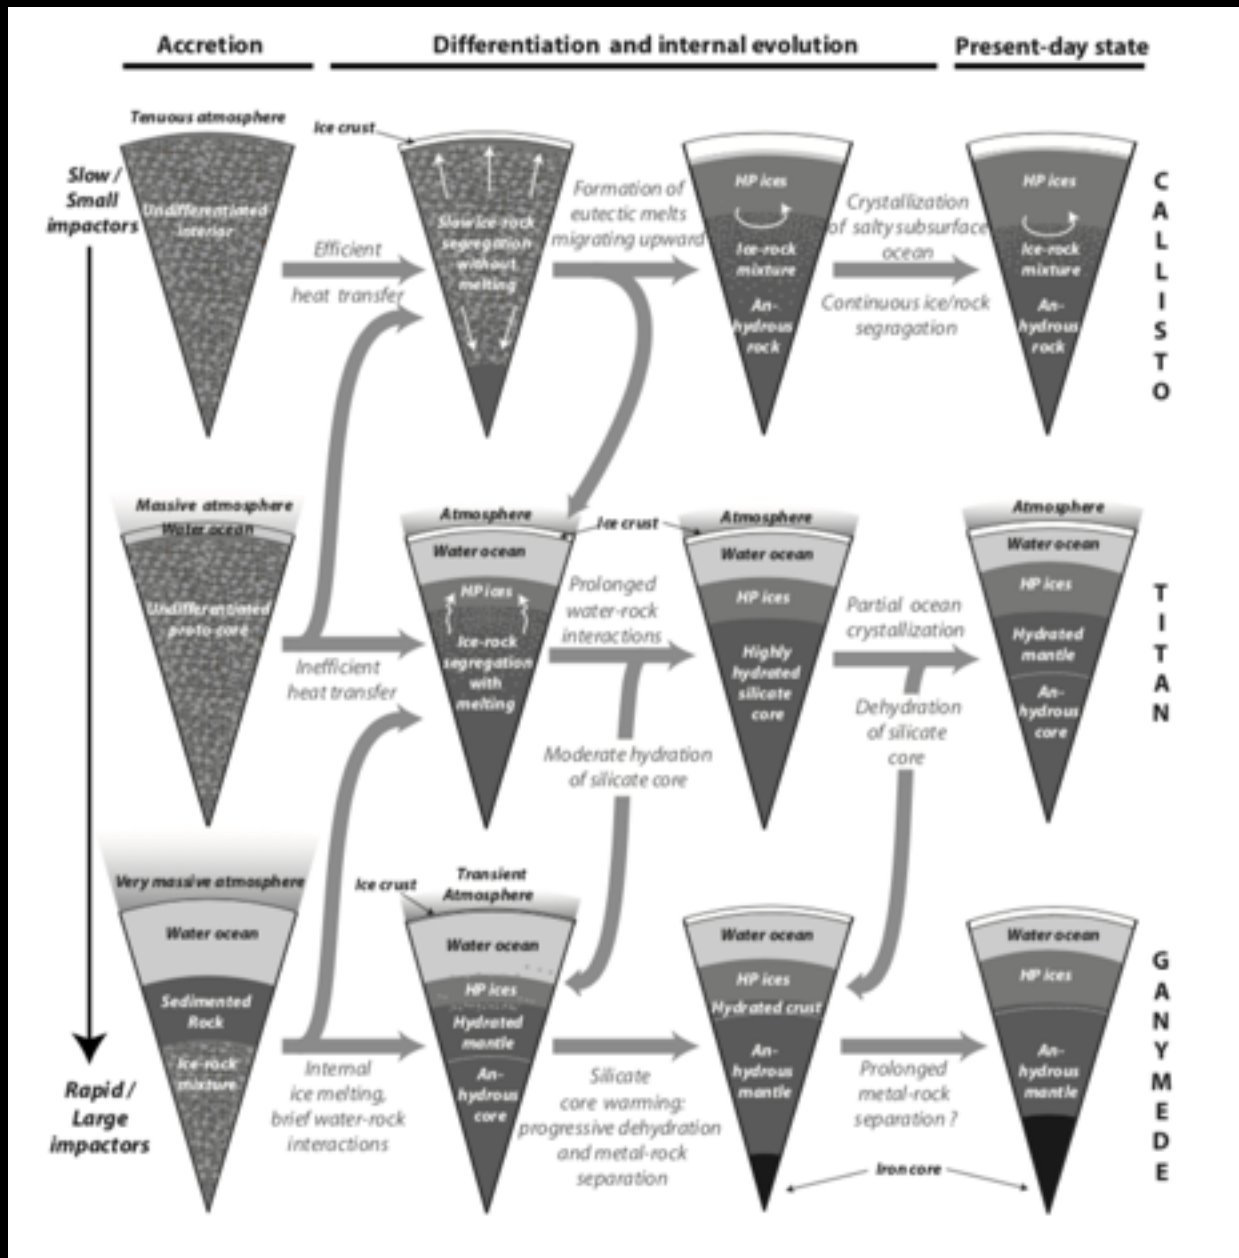 Accretion
Differentiation and internal evolution
Present-day state
Tenuous atmosphere
Ice crust
Slow /
Small
impactors
Undifferentiated
interior
Efficient
heat transfer
Slow ice-rock
segregation
without
melting
Formation of
eutectic melts
migrating upward
HP ices
Ice-rock
mixture
An-
hydrous
rock
Crystallization
of salty subsurface
ocean
Continuous ice/rock
segragation
HP ices
Ice-rock
mixture
An-
hydrous
rock
CALLISTO
Massive atmosphere
Water ocean
Undifferentiated
proto-core
Inefficient
heat transfer
Atmosphere
Ice crust
Water ocean
HP ices
Ice-rock
segregation
with
melting
Prolonged
water-rock
interactions
Moderate hydration
of silicate core
Atmosphere
Water ocean
HP ices
Highly
hydrated
silicate
core
Partial ocean
crystallization
Dehydration
of silicate
core
Atmosphere
Water ocean
HP ices
Hydrated
mantle
An-
hydrous
core
TITAN
Very massive atmosphere
Water ocean
Sedimented
Rock
Ice-rock
mixture
Rapid /
Large
impactors
Internal
ice melting,
brief water-rock
interactions
Ice crust
Transient
Atmosphere
Water ocean
HP ices
Hydrated
mantle
An-
hydrous
core
Silicate
core warming:
progressive dehydration
and metal-rock
separation
Water ocean
HP ices
Hydrated crust
An-
hydrous
mantle
Prolonged
metal-rock
separation ?
Iron core
Water ocean
HP ices
An-
hydrous
mantle
GANYMEDE